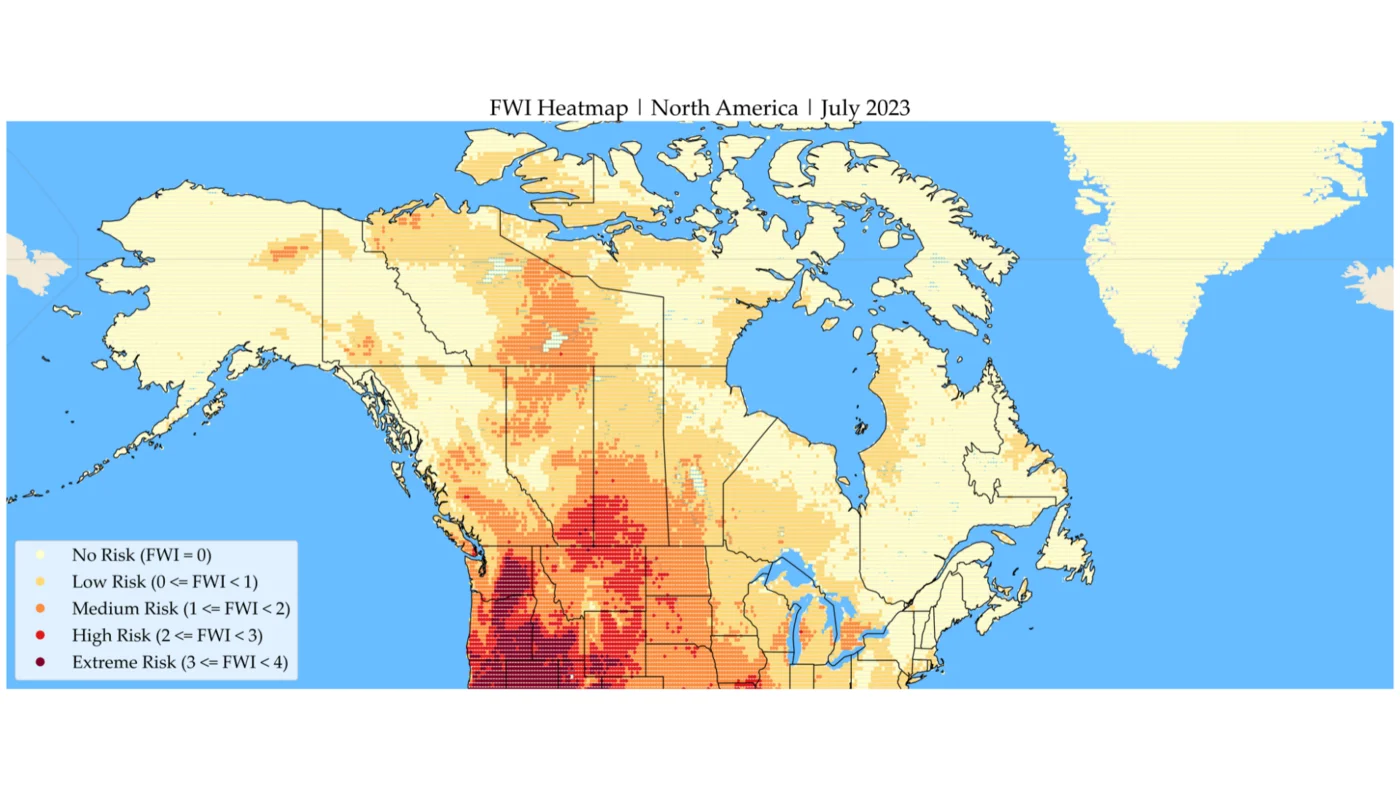 FWI Heatmap | North America | July 2023
No Risk (FWI = 0)
Low Risk (0 <= FWI < 1)
Medium Risk (1 <= FWI < 2)
High Risk (2 <= FWI < 3)
Extreme Risk (3 <= FWI < 4)